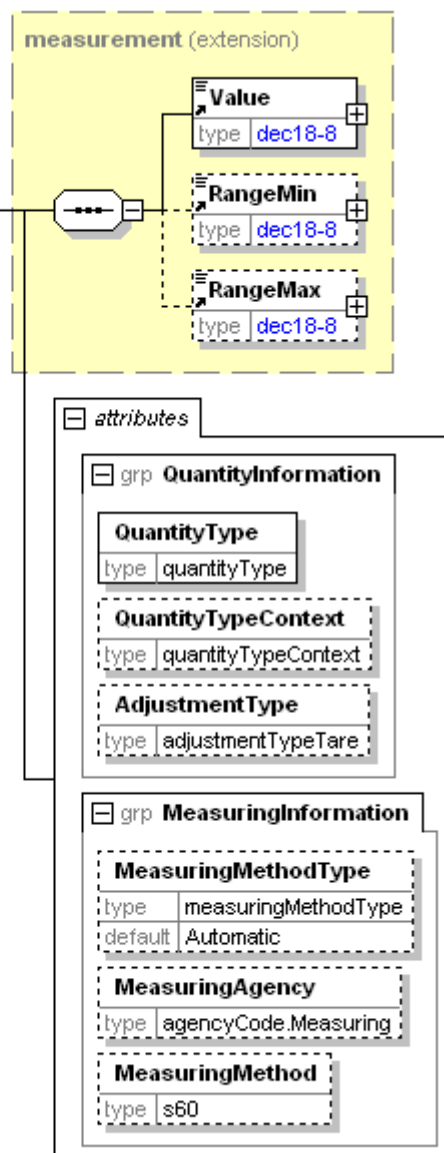 measurement (extension)
Value
type dec18-8
RangeMin
type dec18-8
RangeMax
type dec18-8
attributes
grp QuantityInformation
QuantityType
type quantityType
QuantityTypeContext
type quantityTypeContext
AdjustmentType
type adjustmentTypeTare
grp MeasuringInformation
MeasuringMethodType
type measuringMethodType
default Automatic
MeasuringAgency
type agencyCode.Measuring
MeasuringMethod
type s60